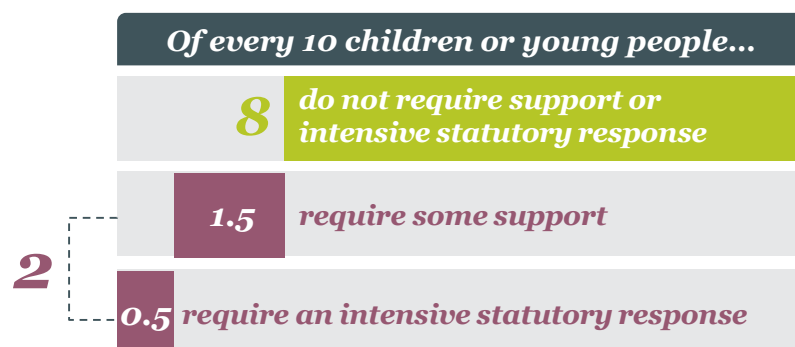 Of every 10 children or young people...
8
do not require support or
intensive statutory response
1.5
require some support
2
0.5
require an intensive statutory response